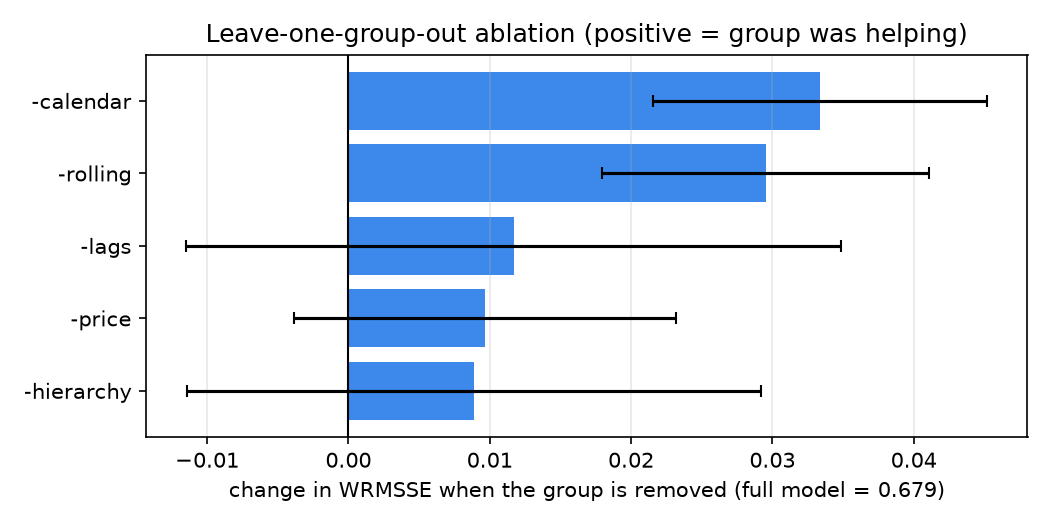 Leave-one-group-out ablation (positive = group was helping)
-calendar
-rolling
-lags
-price
-hierarchy
−0.01 0.00 0.01 0.02 0.03 0.04
change in WRMSSE when the group is removed (full model = 0.679)